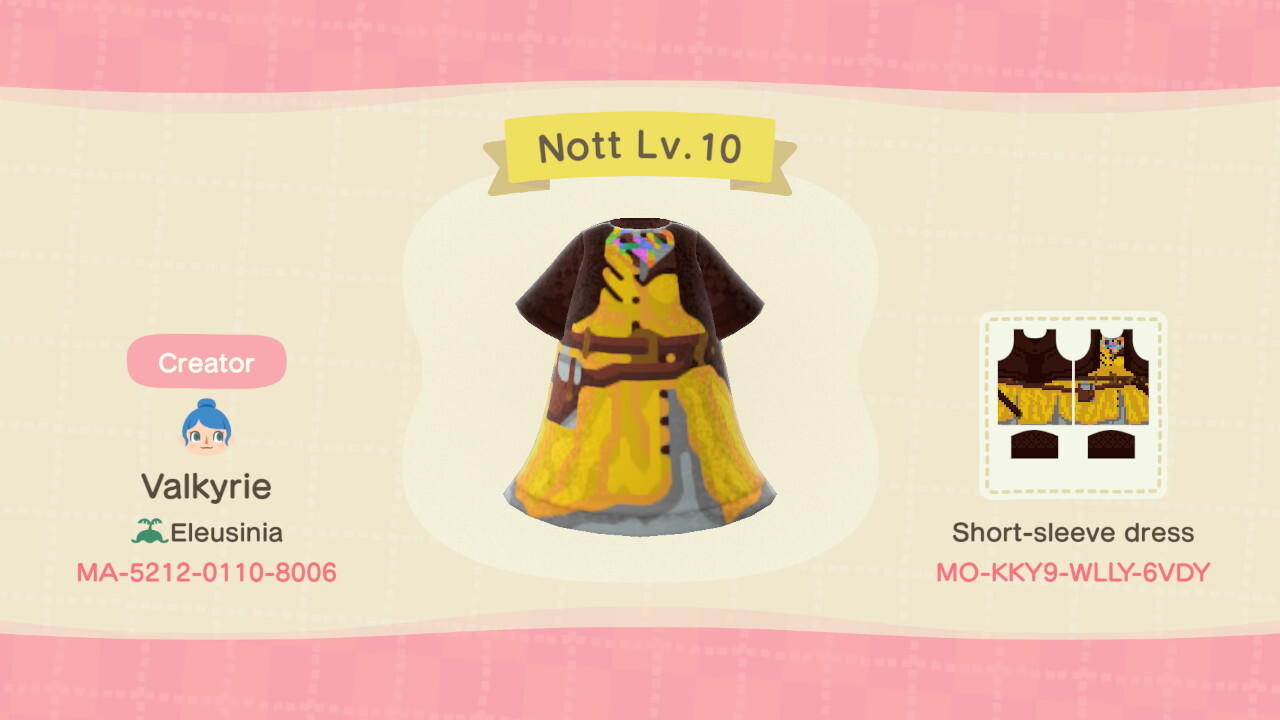 Nott Lv. 10
Creator
Valkyrie
Eleusinia
MA-5212-0110-8006
Short-sleeve dress
MO-KKY9-WLLY-6VDY